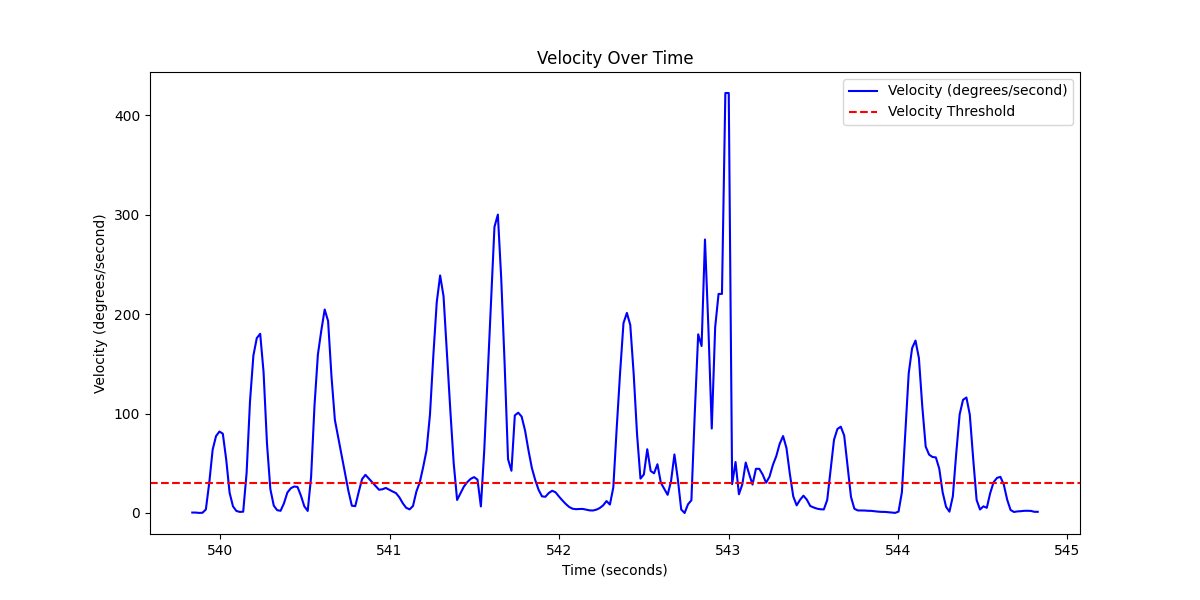 Velocity Over Time
Velocity (degrees/second)
Velocity Threshold
400
300
200
100
0
Velocity (degrees/second)
540
541
542
543
544
545
Time (seconds)